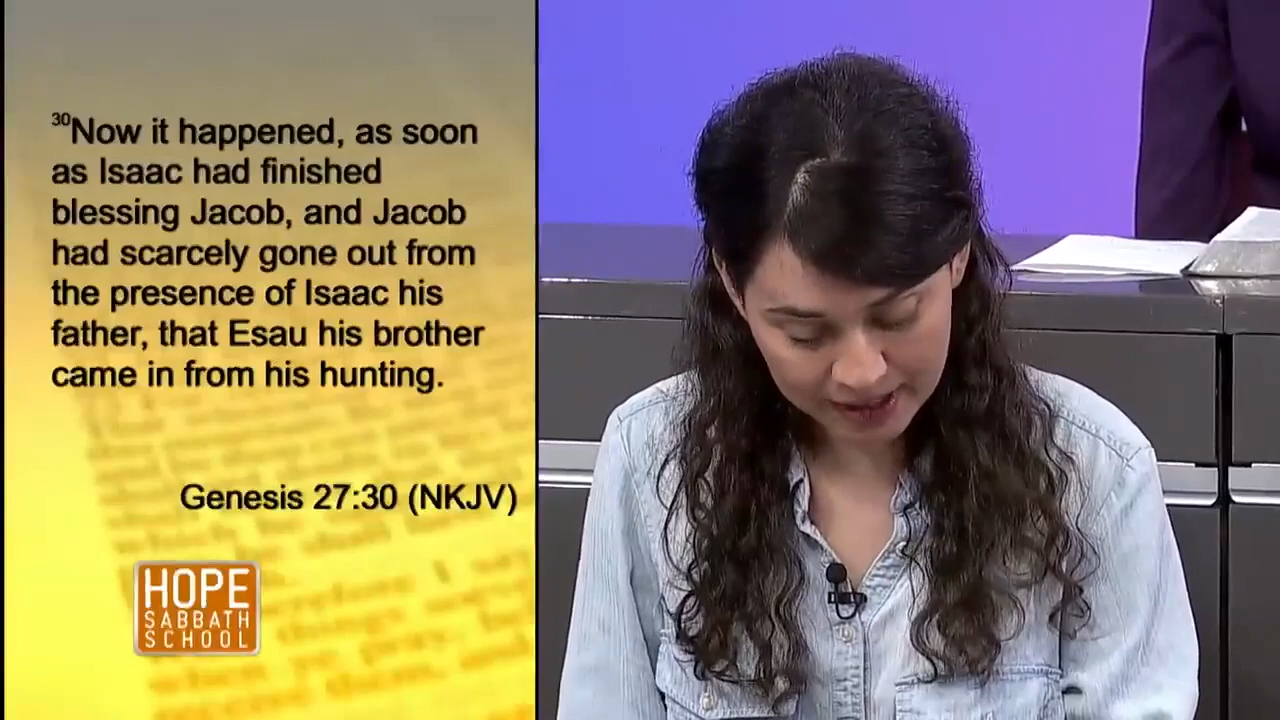 30Now it happened, as soon
as Isaac had finished
blessing Jacob, and Jacob
had scarcely gone out from
the presence of Isaac his
father, that Esau his brother
came in from his hunting.
Genesis 27:30 (NKJV)
HOPE
SABBATH
SCHOOL